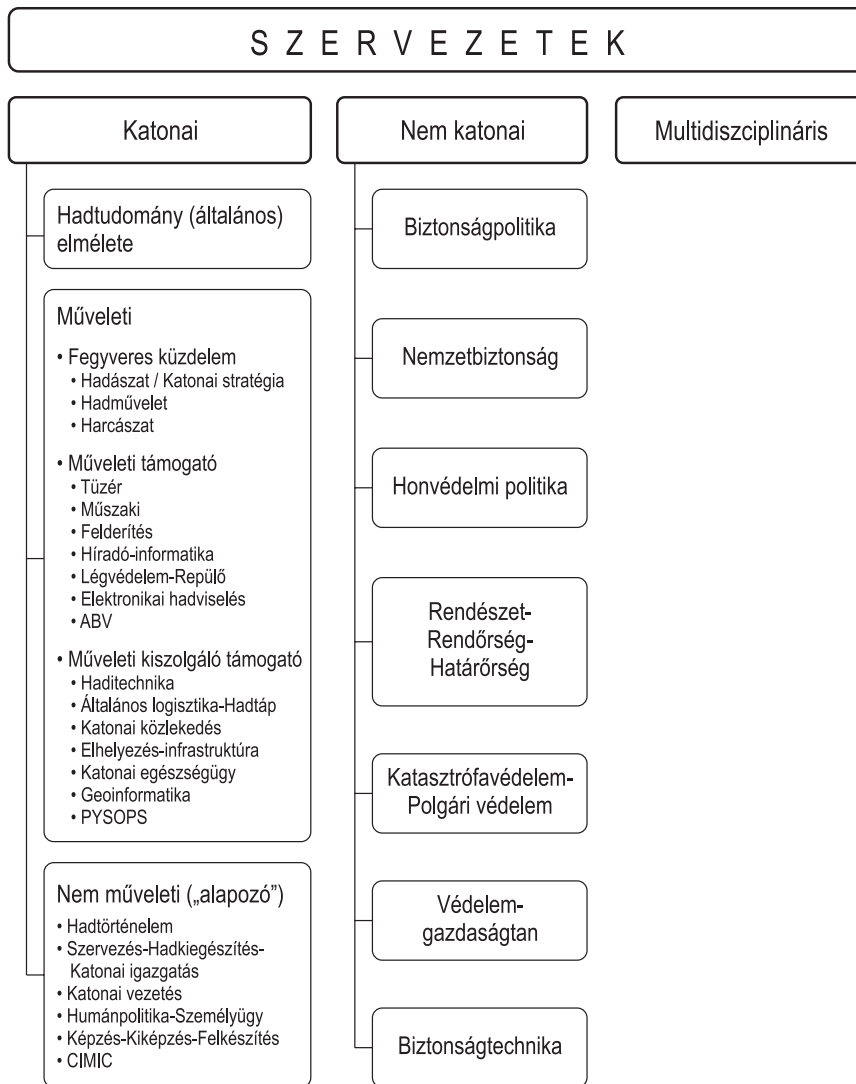 SZERVEZETEK
Katonai
Hadtudomány (általános)
elmélete
Műveleti
• Fegyveres küzdelem
• Hadászat / Katonai stratégia
• Hadművelet
• Harcászat
• Műveleti támogató
• Tüzér
• Műszaki
• Felderítés
• Híradó-informatika
• Légvédelem-Repülő
• Elektronikai hadviselés
• ABV
• Műveleti kiszolgáló támogató
• Haditechnika
• Általános logisztika-Hadtáp
• Katonai közlekedés
• Elhelyezés-infrastruktúra
• Katonai egészségügy
• Geoinformatika
• PYSOPS
Nem műveleti („alapozó”)
• Hadtörténelem
• Szervezés-Hadkiegészítés-
Katonai igazgatás
• Katonai vezetés
• Humánpolitika-Személyügy
• Képzés-Kiképzés-Felkészítés
• CIMIC
Nem katonai
Biztonságpolitika
Nemzetbiztonság
Honvédelmi politika
Rendészet-
Rendőrség-
Határőrség
Katasztrófavédelem-
Polgári védelem
Védelem-
gazdaságtan
Biztonságtechnika
Multidiszciplináris